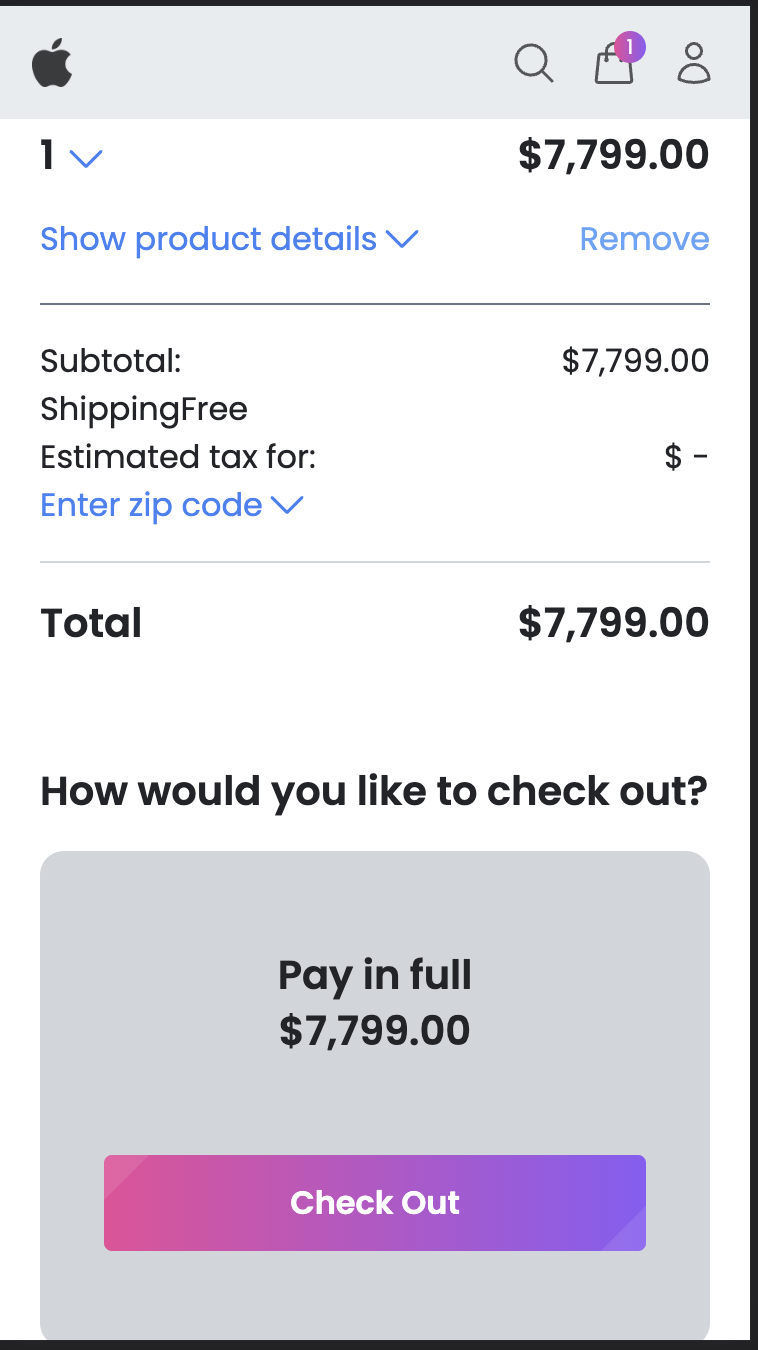 1
1 $7,799.00
Show product details Remove
Subtotal: $7,799.00
ShippingFree
Estimated tax for: $ -
Enter zip code
Total $7,799.00
How would you like to check out?
Pay in full
$7,799.00
Check Out